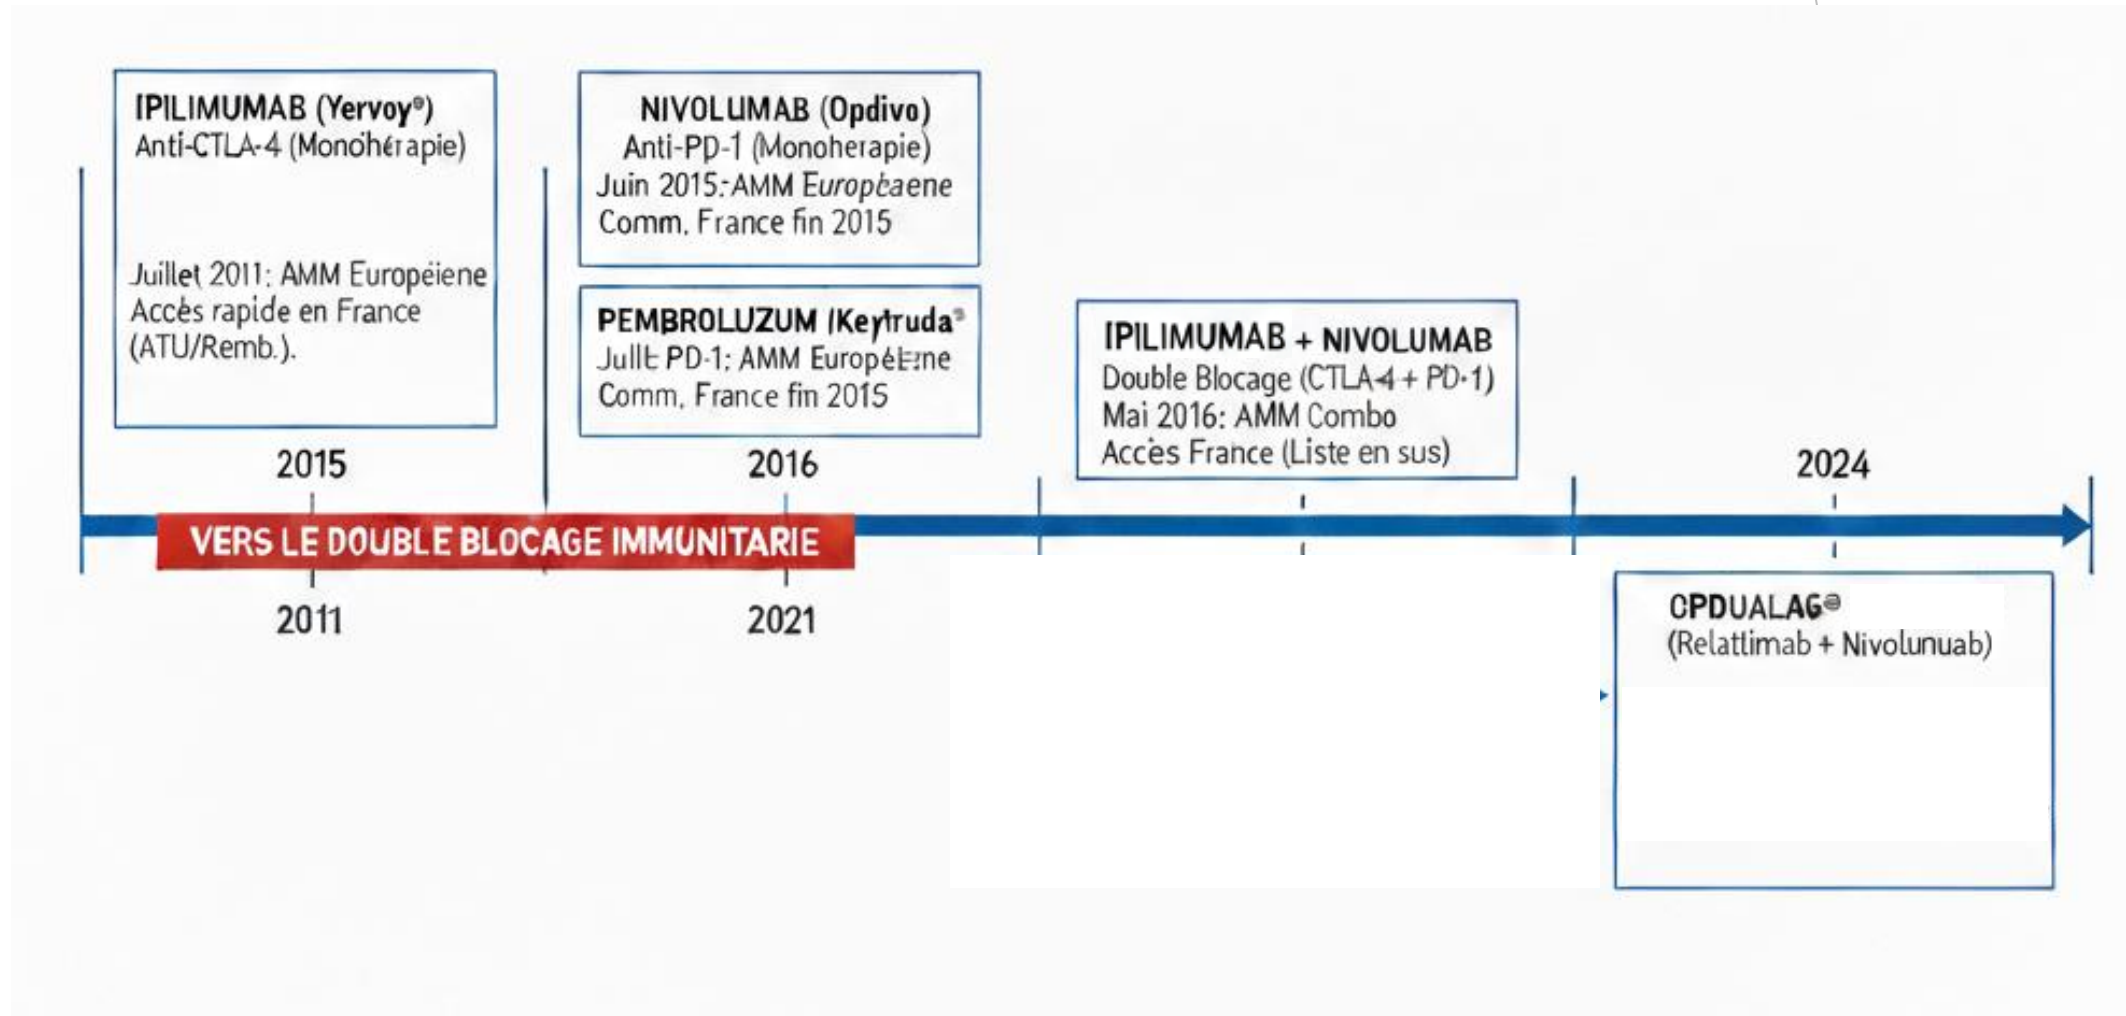 IPILIMUMAB (Yervoy®)
Anti-CTLA-4 (Monohérapie)
Juillet 2011: AMM Européiene
Accès rapide en France
(ATU/Remb.).
NIVOLUMAB (Opdivo)
Anti-PD-1 (Monoherapie)
Juin 2015:-AMM Europėaene
Comm. France fin 2015
PEMBROLUZUM (Keytruda®
PD-1: AMM
Comm. France fin 2015
IPILIMUMAB + NIVOLUMAB
Double Blocage (CTLA-4 + PD-1)
Mai 2016: AMM Combo
Accès France (Liste en sus)
2015
2016
2024
VERS LE DOUBLE BLOCAGE IMMUNITARIE
2011
2021
OPDUALAG®
(Relattimab + Nivolunuab)